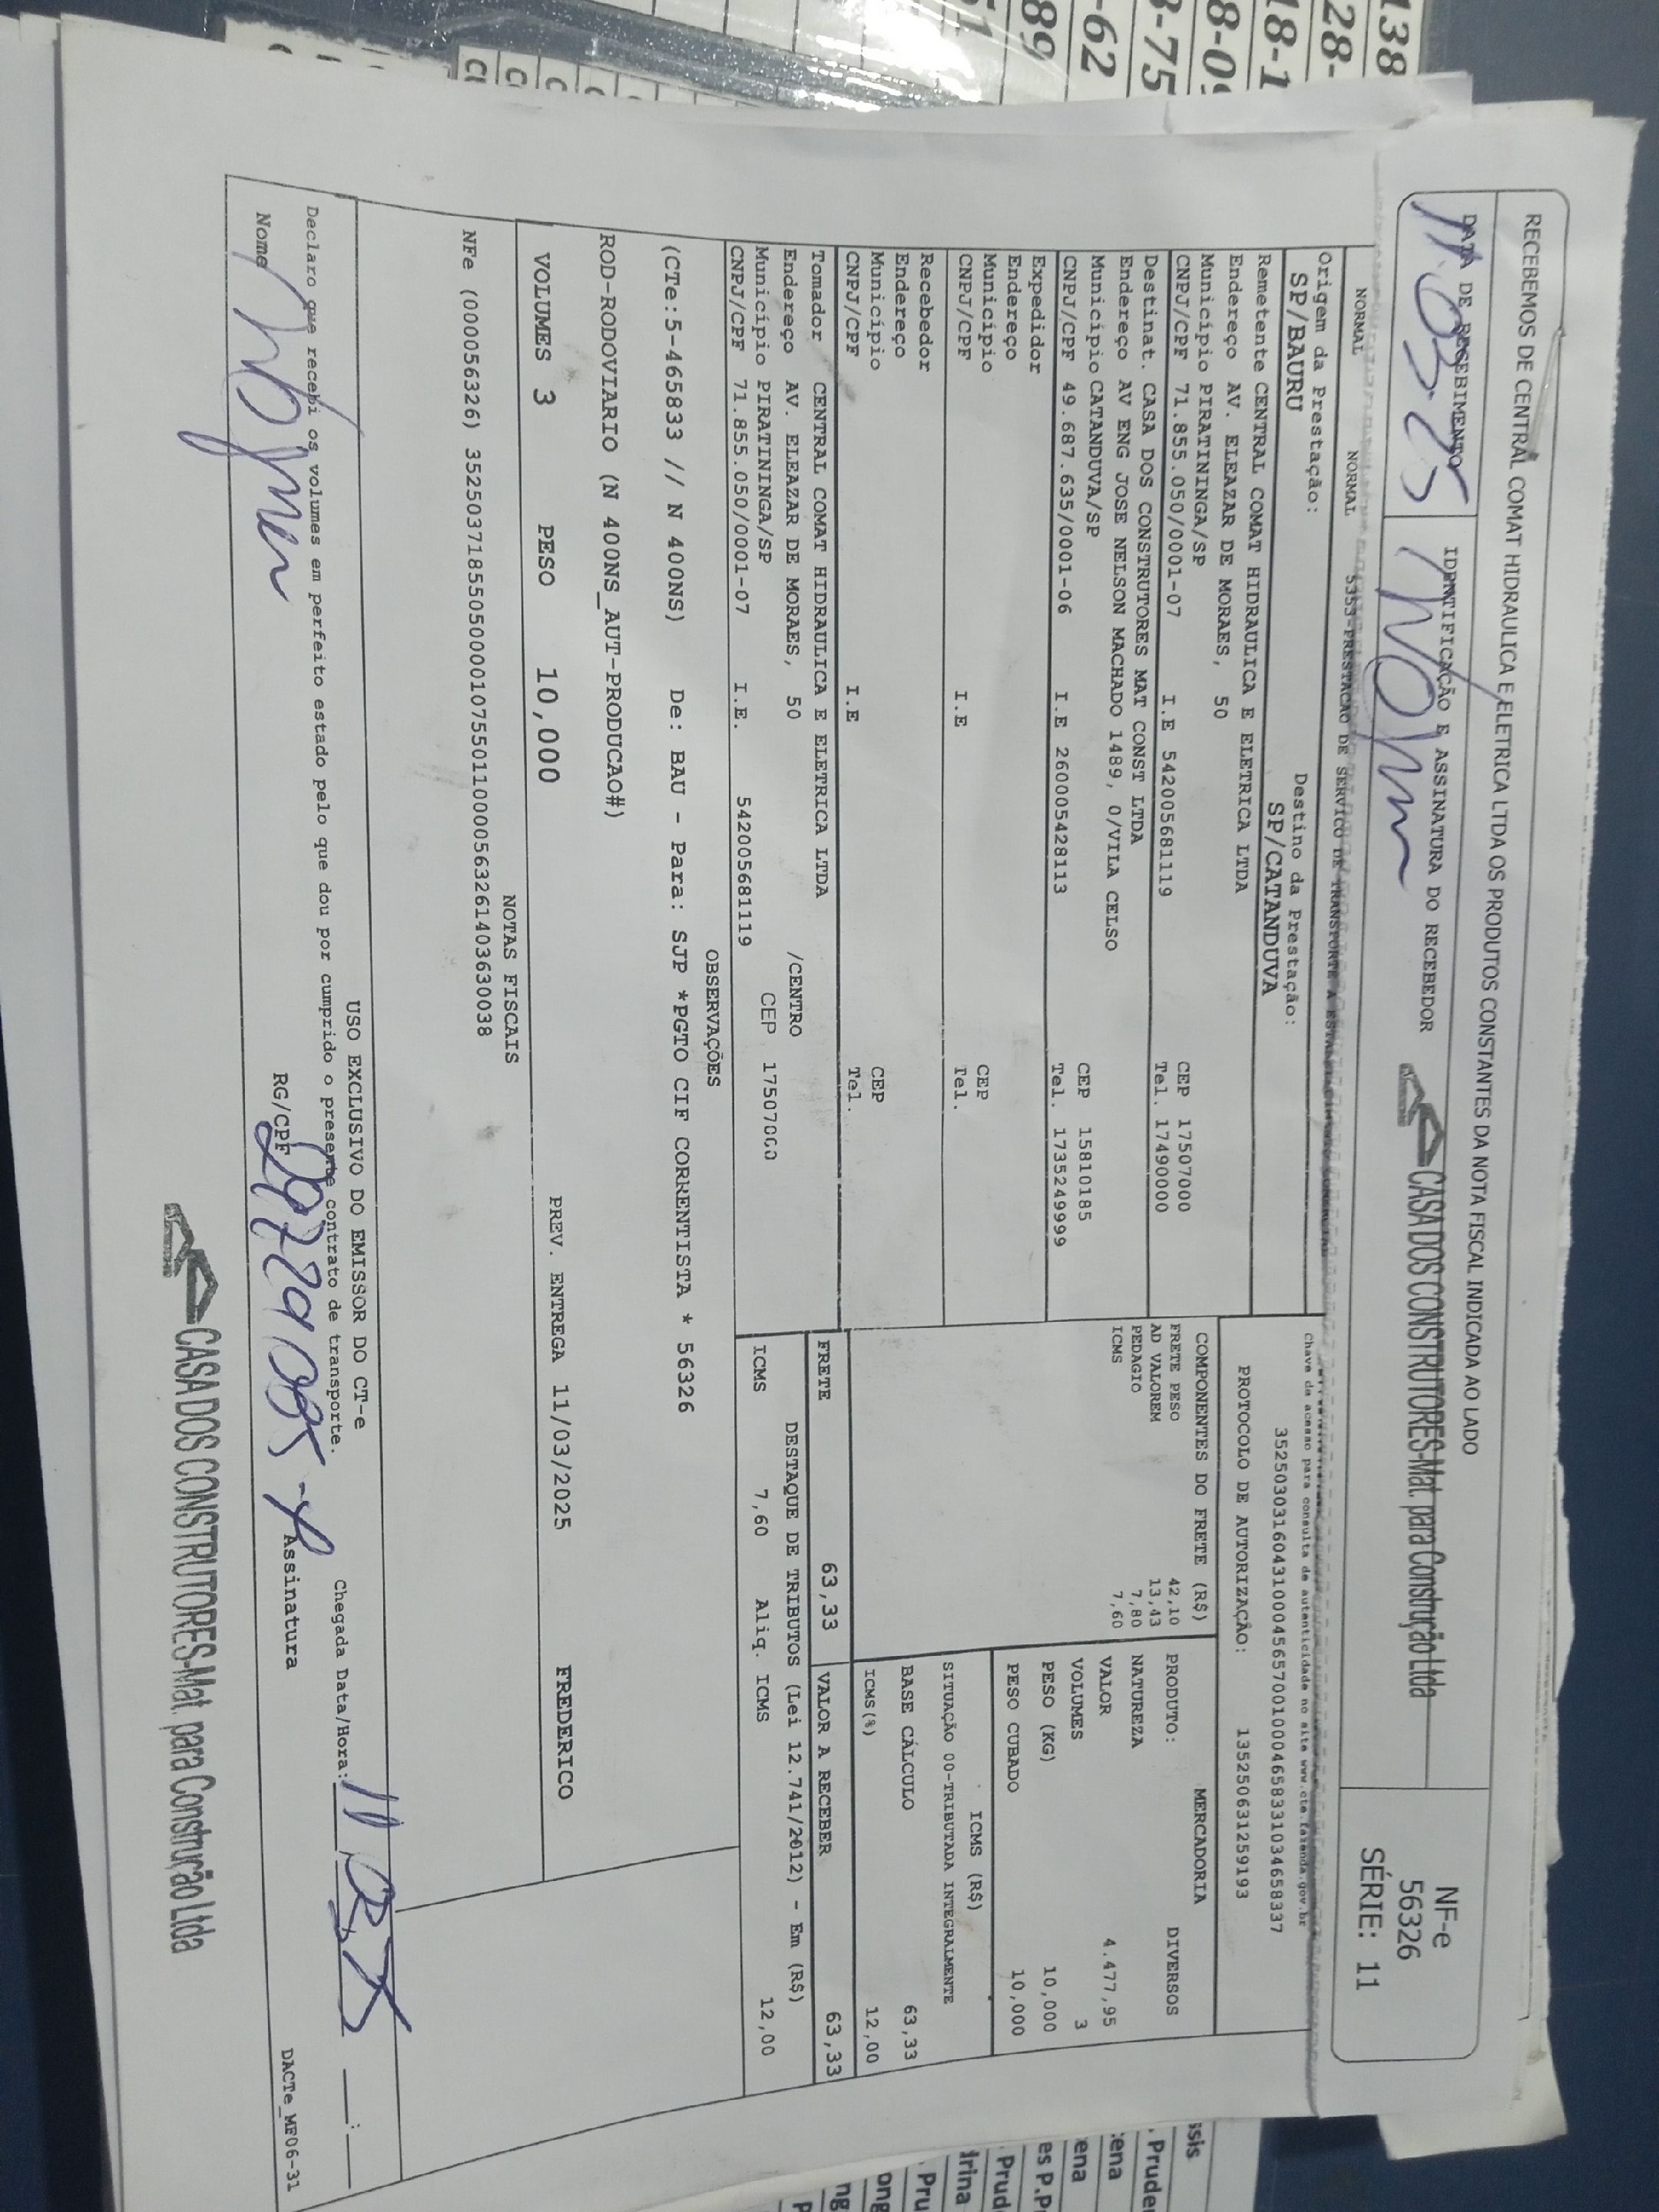 RECEBEMOS DE CENTRAL COMAT HIDRAULICA E ELETRICA LTDA OS PRODUTOS CONSTANTES DA NOTA FISCAL INDICADA AO LADO
DATA DE RECEBIMENTO
IDENTIFICAÇÃO E ASSINATURA DO RECEBEDOR
11.03.25
CASA DOS CONSTRUTORES-Mat. para Construção Ltda
NF-e
56326
SÉRIE: 11
NORMAL NORMAL 5353-PRESTACAO DE SERVICO DE TRANSPORTE A
Chave de acesso para consulta de autenticidade no site www.cte.fazenda.gov.br
35250303160431000456570010004658331034658337
PROTOCOLO DE AUTORIZAÇÃO: 135250631259193
Origem da Prestação: Destino da Prestação:
SP/BAURU SP/CATANDUVA
Remetente CENTRAL COMAT HIDRAULICA E ELETRICA LTDA
Endereço AV. ELEAZAR DE MORAES, 50
Município PIRATININGA/SP CEP 17507000
CNPJ/CPF 71.855.050/0001-07 I.E 542005681119 Tel. 17490000
Destinat. CASA DOS CONSTRUTORES MAT CONST LTDA
Endereço AV ENG JOSE NELSON MACHADO 1489, 0/VILA CELSO
Município CATANDUVA/SP CEP 15810185
CNPJ/CPF 49.687.635/0001-06 I.E 260005428113 Tel. 1735249999
Expedidor
Endereço
Município CEP
CNPJ/CPF I.E Tel.
Recebedor
Endereço
Município CEP
CNPJ/CPF I.E Tel.
Tomador CENTRAL COMAT HIDRAULICA E ELETRICA LTDA
Endereço AV. ELEAZAR DE MORAES, 50 /CENTRO
Município PIRATININGA/SP CEP 17507000
CNPJ/CPF 71.855.050/0001-07 I.E. 542005681119
COMPONENTES DO FRETE (R$)
FRETE PESO 42,10
AD VALOREM 13,43
PEDAGIO 7,80
ICMS 7,60
MERCADORIA
PRODUTO: DIVERSOS
NATUREZA
VALOR 4.477,95
VOLUMES 3
PESO (KG) 10,000
PESO CUBADO 10,000
ICMS (R$)
SITUAÇÃO 00-TRIBUTADA INTEGRALMENTE
BASE CÁLCULO 63,33
ICMS(%) 12,00
FRETE 63,33 VALOR A RECEBER 63,33
DESTAQUE DE TRIBUTOS (Lei 12.741/2012) - Em (R$)
ICMS 7,60 Aliq. ICMS 12,00
OBSERVAÇÕES
(CTe:5-465833 // N 400NS) De: BAU - Para: SJP *PGTO CIF CORRENTISTA * 56326
ROD-RODOVIARIO (N 400NS_AUT-PRODUCAO#)
VOLUMES 3 PESO 10,000 PREV. ENTREGA 11/03/2025 FREDERICO
NOTAS FISCAIS
NFe (000056326) 35250371855050000107550110000563261403630038
USO EXCLUSIVO DO EMISSOR DO CT-e
Declaro que recebi os volumes em perfeito estado pelo que dou por cumprido o presente contrato de transporte.
Chegada Data/Hora:
Nome RG/CPF Assinatura
DACTe_MF06-31
CASA DOS CONSTRUTORES-Mat. para Construção Ltda